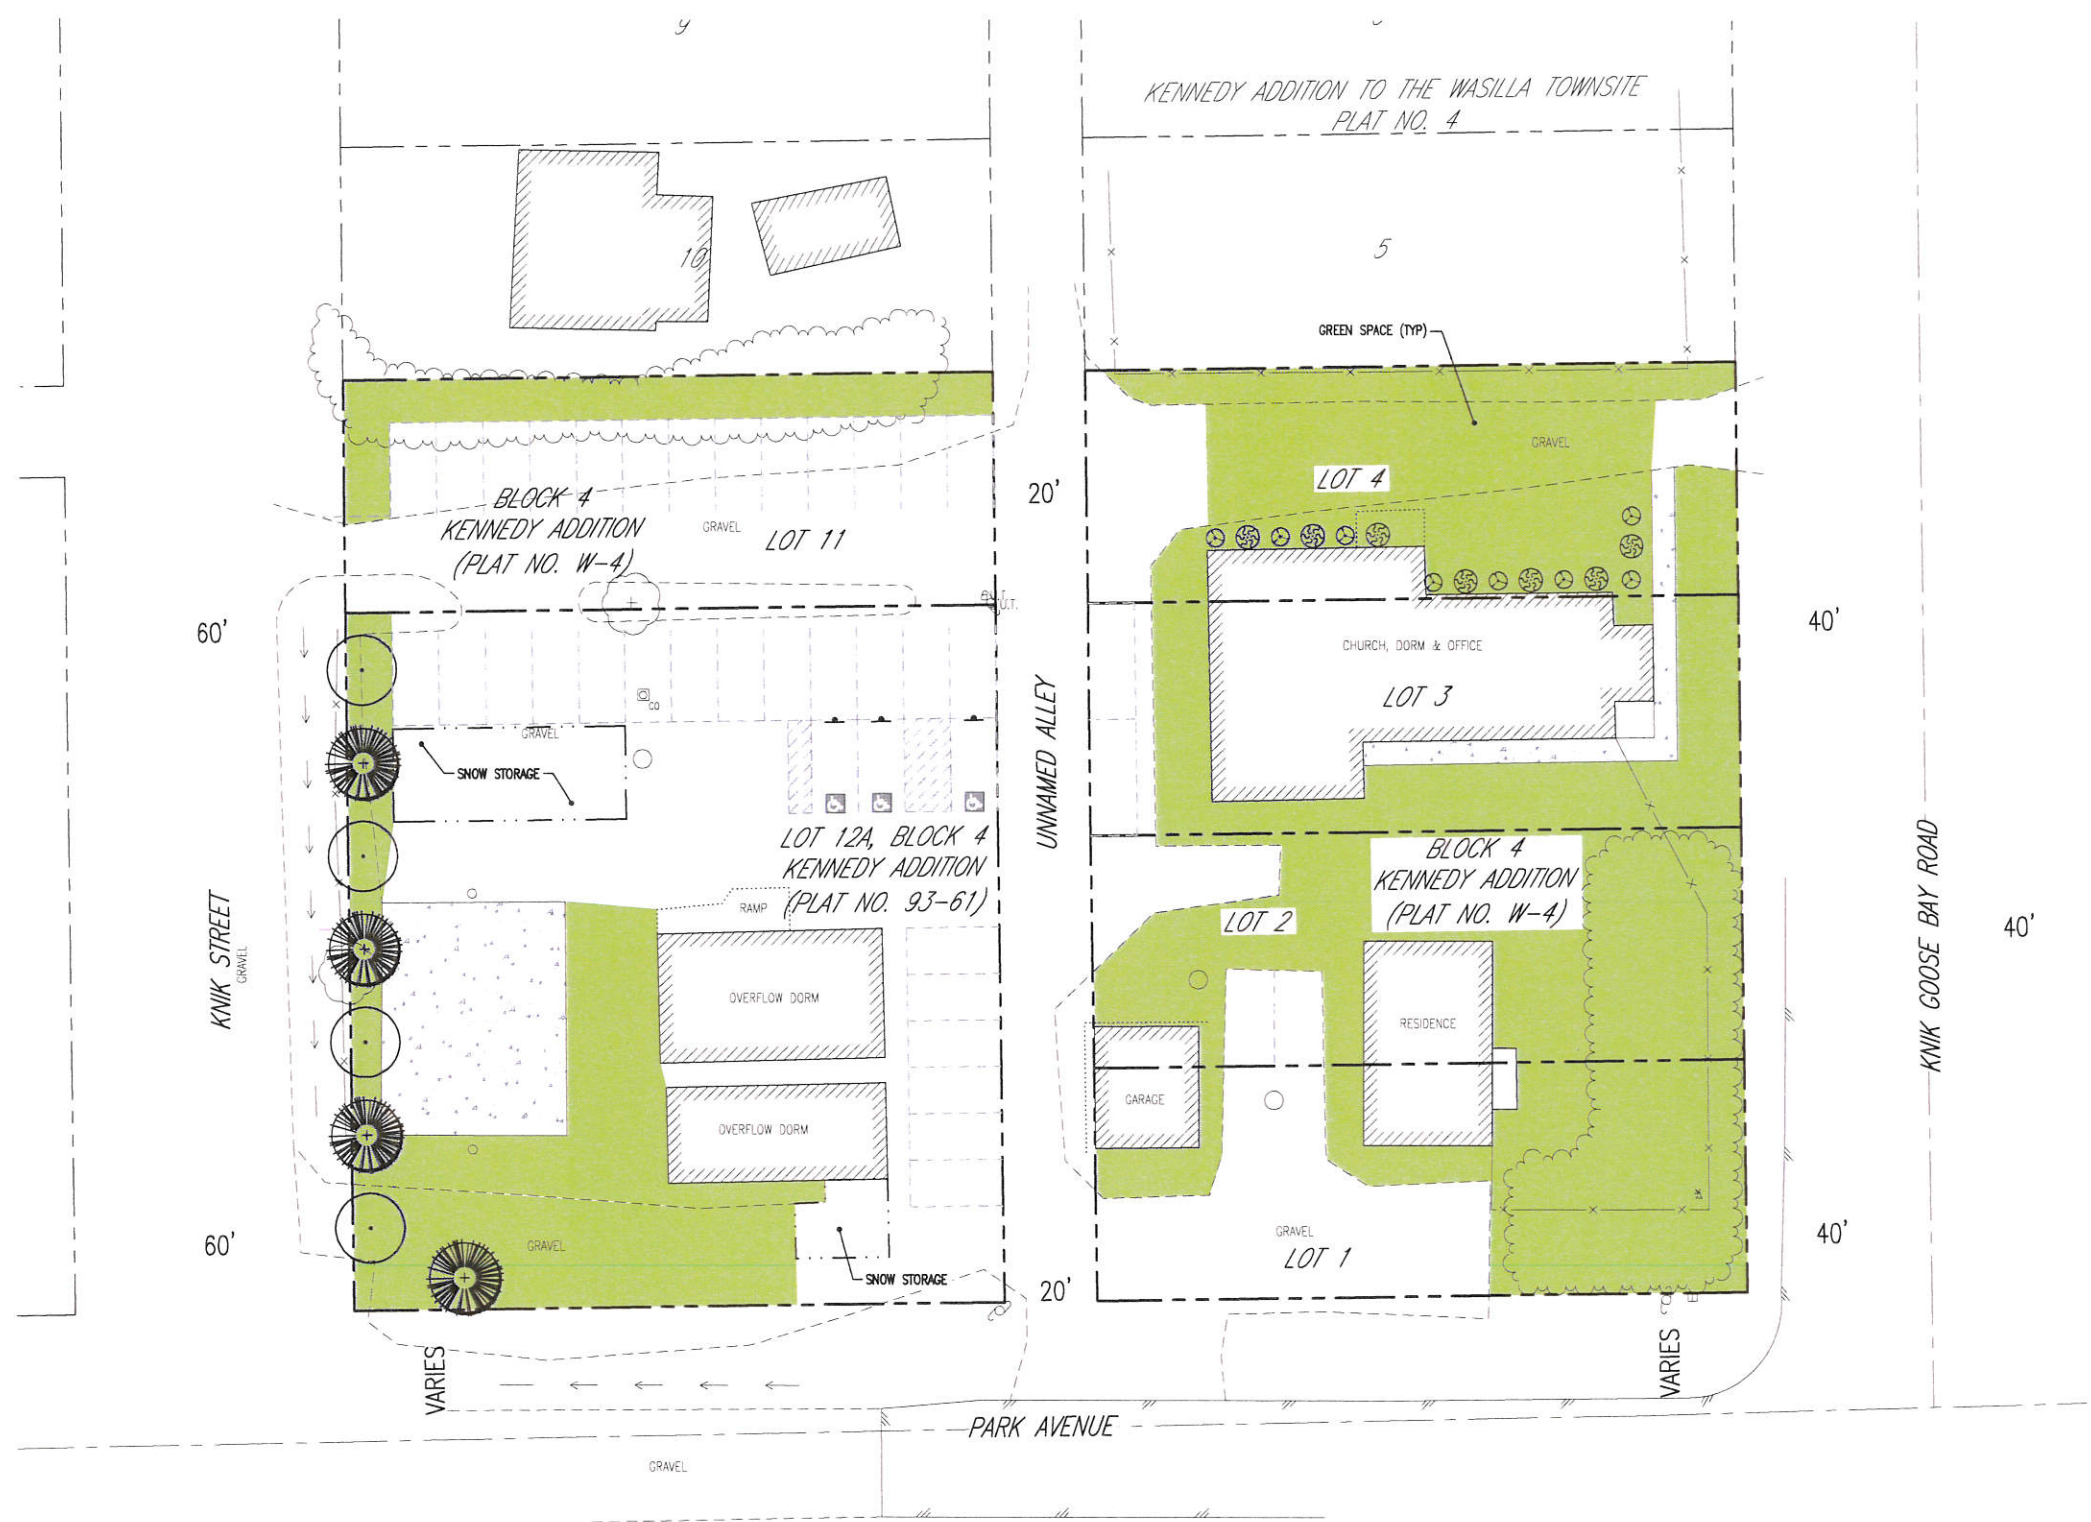 KENNEDY ADDITION TO THE WASILLA TOWNSITE
PLAT NO. 4
10
5
GREEN SPACE (TYP)
GRAVEL
LOT 4
20'
BLOCK 4
KENNEDY ADDITION
(PLAT NO. W-4)
GRAVEL
LOT 11
U.T.
60'
40'
CHURCH, DORM & OFFICE
LOT 3
CO
GRAVEL
SNOW STORAGE
UNNAMED ALLEY
LOT 12A, BLOCK 4
KENNEDY ADDITION
(PLAT NO. 93-61)
RAMP
BLOCK 4
KENNEDY ADDITION
(PLAT NO. W-4)
LOT 2
KNIK STREET
GRAVEL
KNIK GOOSE BAY ROAD
40'
OVERFLOW DORM
RESIDENCE
GARAGE
OVERFLOW DORM
60'
GRAVEL
SNOW STORAGE
20'
GRAVEL
LOT 1
40'
VARIES
VARIES
PARK AVENUE
GRAVEL